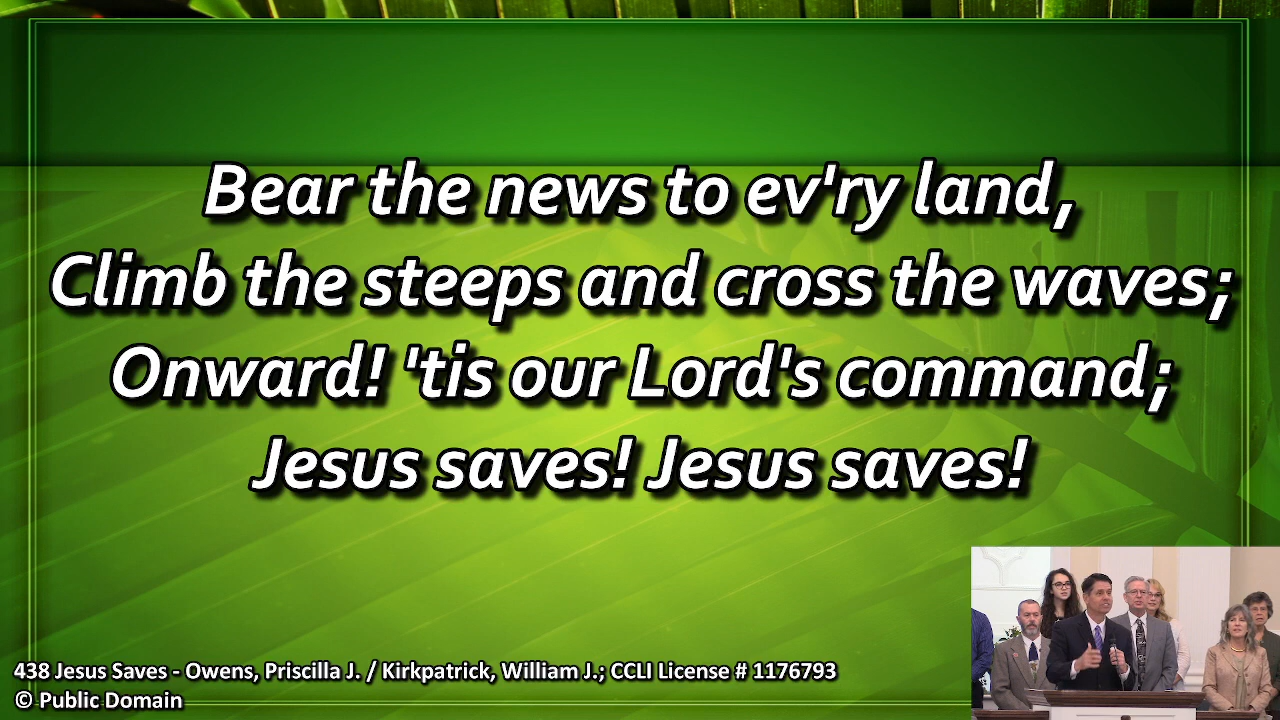 Bear the news to ev'ry land,
Climb the steeps and cross the waves;
Onward! 'tis our Lord's command;
Jesus saves! Jesus saves!
438 Jesus Saves - Owens, Priscilla J. / Kirkpatrick, William J.; CCLI License # 1176793
© Public Domain